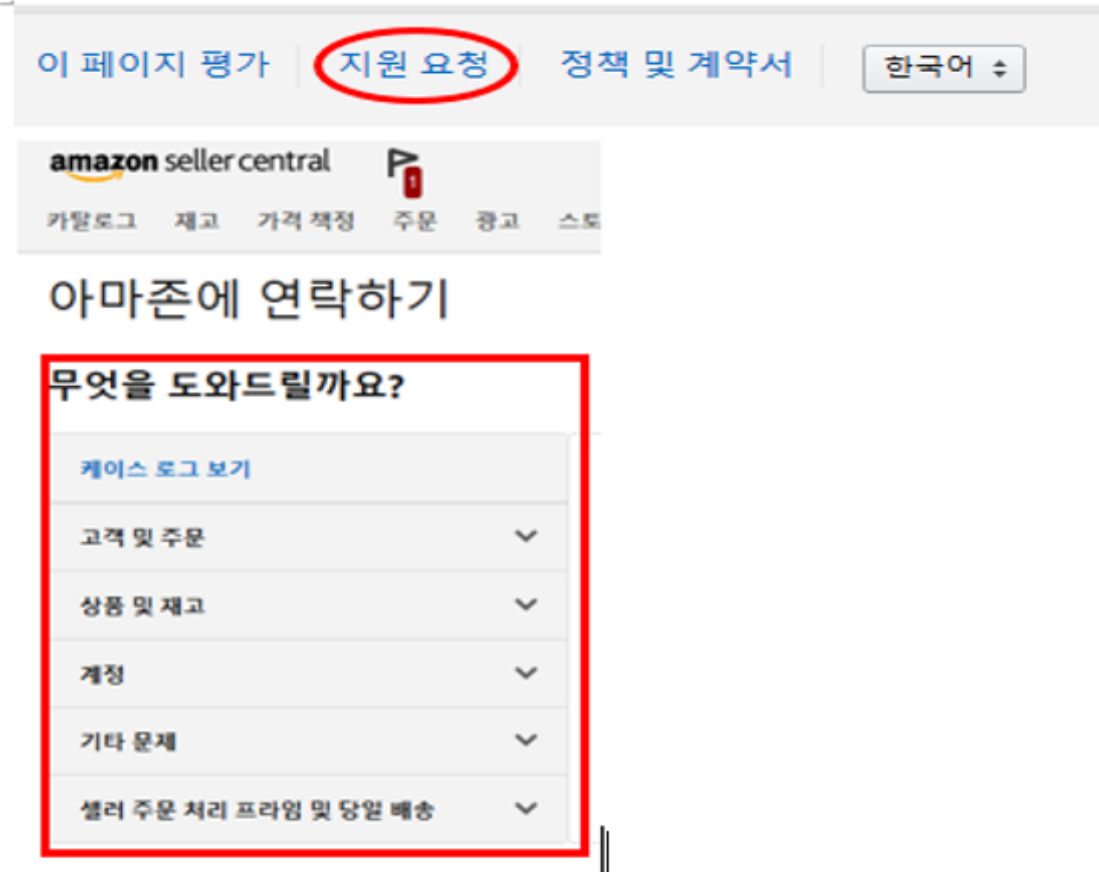 이 페이지 평가 지원 요청 정책 및 계약서 한국어
amazon seller central
1
카탈로그 재고 가격 책정 주문 광고 스토
아마존에 연락하기
무엇을 도와드릴까요?
케이스 로그 보기
고객 및 주문
상품 및 재고
계정
기타 문제
셀러 주문 처리 프라임 및 당일 배송